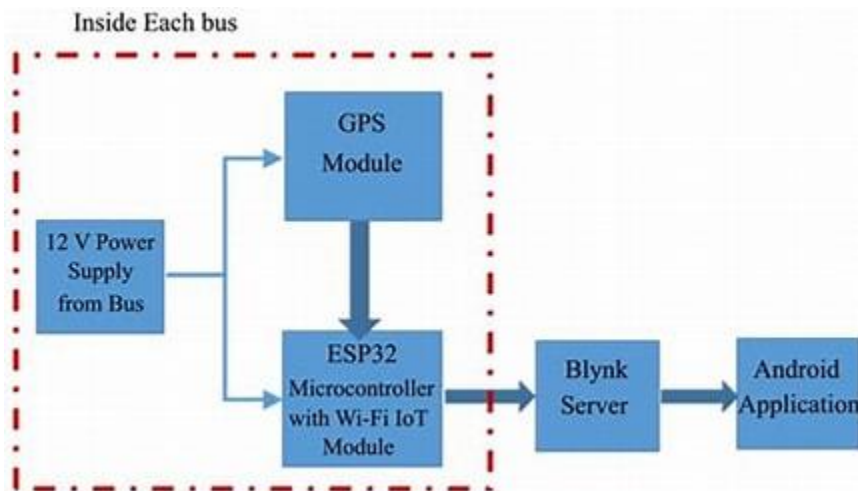 Inside Each bus
GPS
Module
12 V Power
Supply
from Bus
ESP32
Microcontroller
with Wi-Fi IoT
Module
Blynk
Server
Android
Application